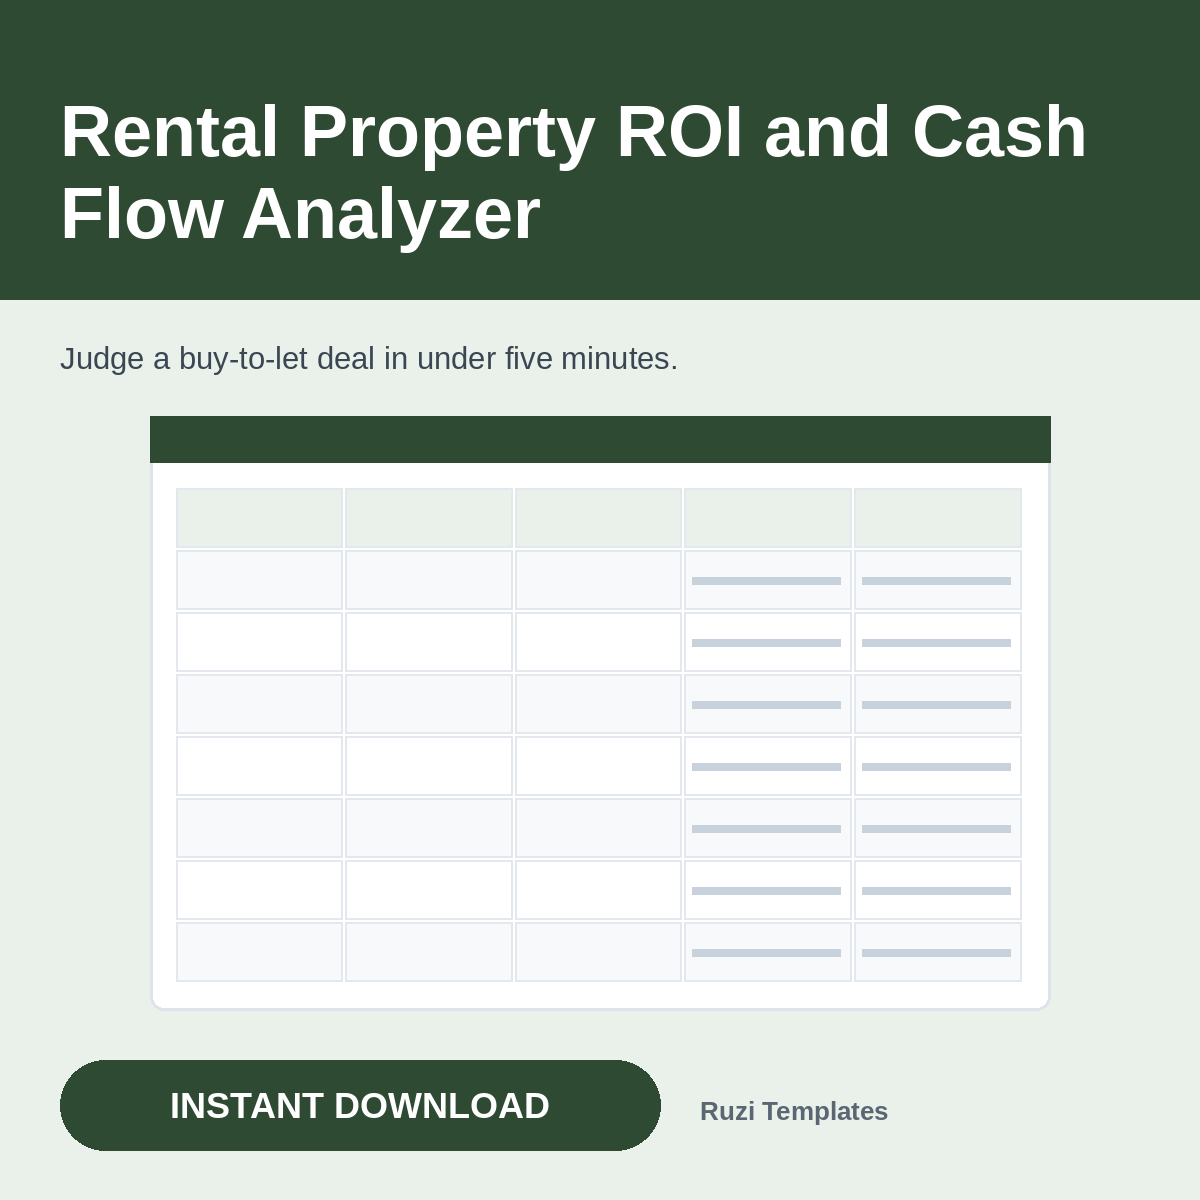 Rental Property ROI and Cash
Flow Analyzer
Judge a buy-to-let deal in under five minutes.
INSTANT DOWNLOAD
Ruzi Templates